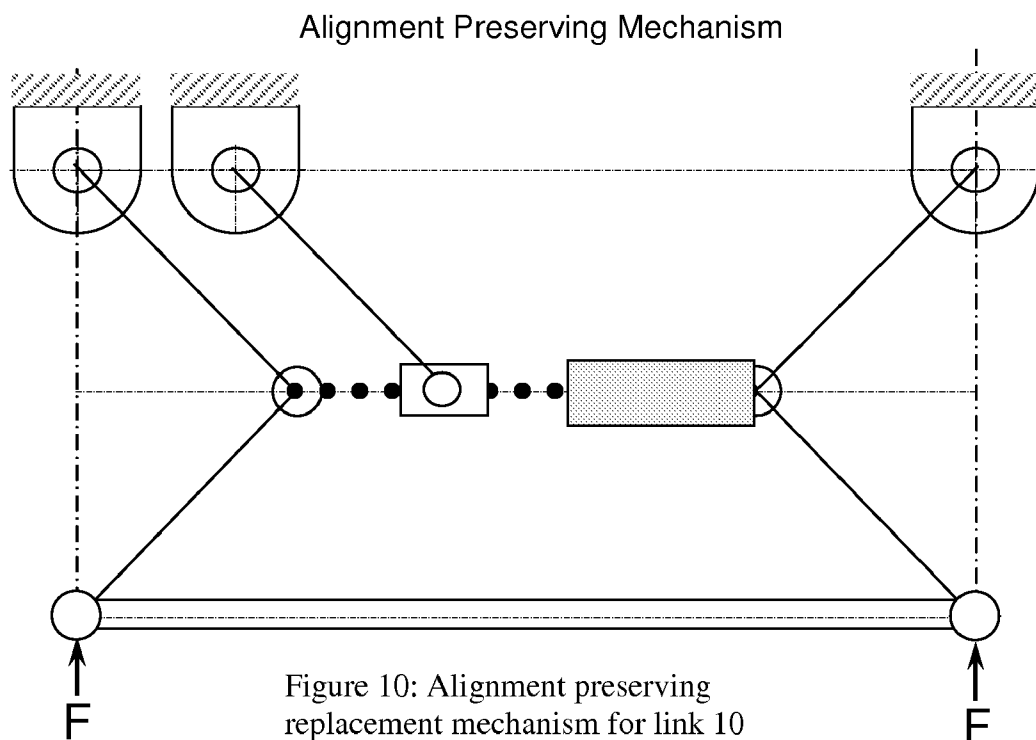 Alignment Preserving Mechanism
F
F
Figure 10: Alignment preserving
replacement mechanism for link 10